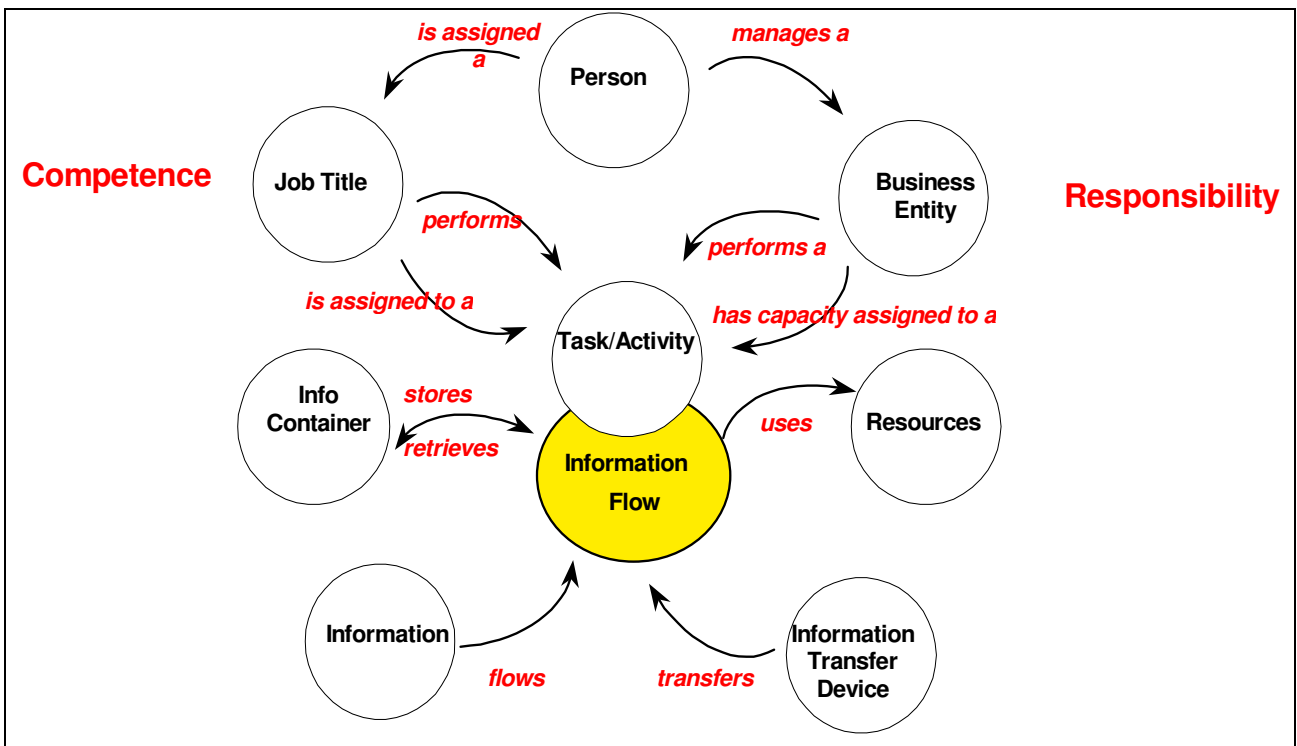 is assigned
a
manages a
Person
Competence
Job Title
Business
Entity
Responsibility
performs
performs a
is assigned to a
has capacity assigned to a
Task/Activity
Info
Container
stores
retrieves
uses
Resources
Information
Flow
Information
flows
transfers
Information
Transfer
Device